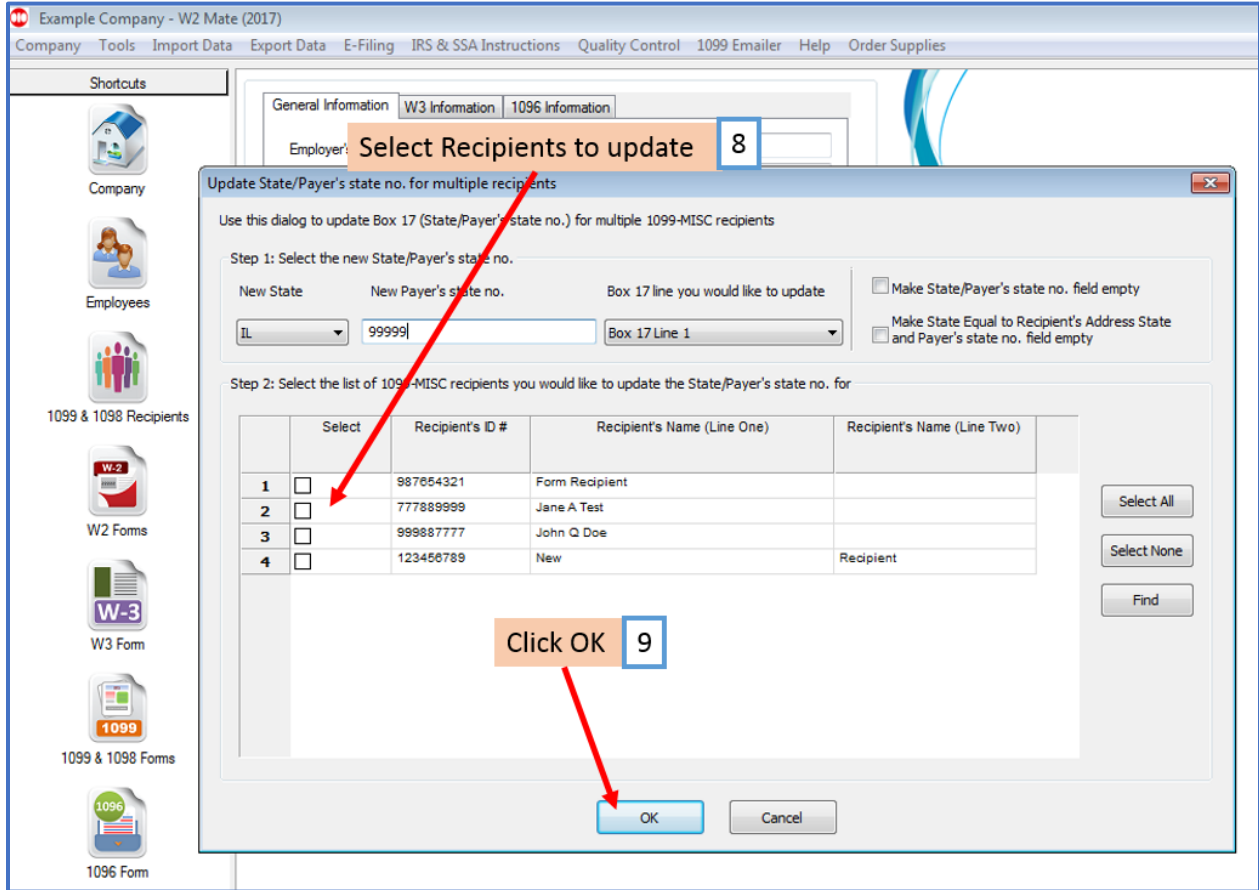 Example Company - W2 Mate (2017)
Company Tools Import Data Export Data E-Filing IRS & SSA Instructions Quality Control 1099 Emailer Help Order Supplies
Shortcuts
Company
Employees
1099 & 1098 Recipients
W-2
W2 Forms
W-3
W3 Form
1099
1099 & 1098 Forms
1096
1096 Form
General Information W3 Information 1096 Information
Employer's
Select Recipients to update 8
Update State/Payer's state no. for multiple recipients
Use this dialog to update Box 17 (State/Payer's state no.) for multiple 1099-MISC recipients
Step 1: Select the new State/Payer's state no.
New State New Payer's state no. Box 17 line you would like to update
IL 99999 Box 17 Line 1
Make State/Payer's state no. field empty
Make State Equal to Recipient's Address State
and Payer's state no. field empty
Step 2: Select the list of 1099-MISC recipients you would like to update the State/Payer's state no. for
Select Recipient's ID # Recipient's Name (Line One) Recipient's Name (Line Two)
1 987654321 Form Recipient
2 777889999 Jane A Test
3 999887777 John Q Doe
4 123456789 New Recipient
Select All
Select None
Find
Click OK 9
OK Cancel